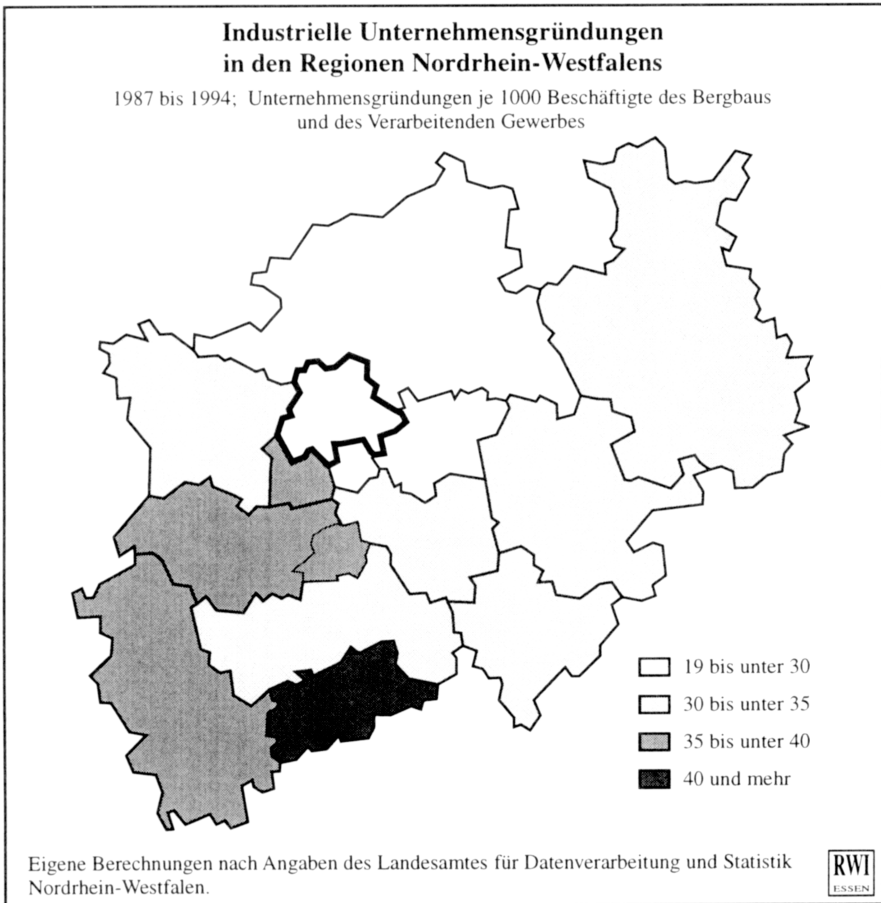 Industrielle Unternehmensgründungen
in den Regionen Nordrhein-Westfalens
1987 bis 1994; Unternehmensgründungen je 1000 Beschäftigte des Bergbaus
und des Verarbeitenden Gewerbes
19 bis unter 30
30 bis unter 35
35 bis unter 40
40 und mehr
Eigene Berechnungen nach Angaben des Landesamtes für Datenverarbeitung und Statistik
Nordrhein-Westfalen.
RWI
ESSEN